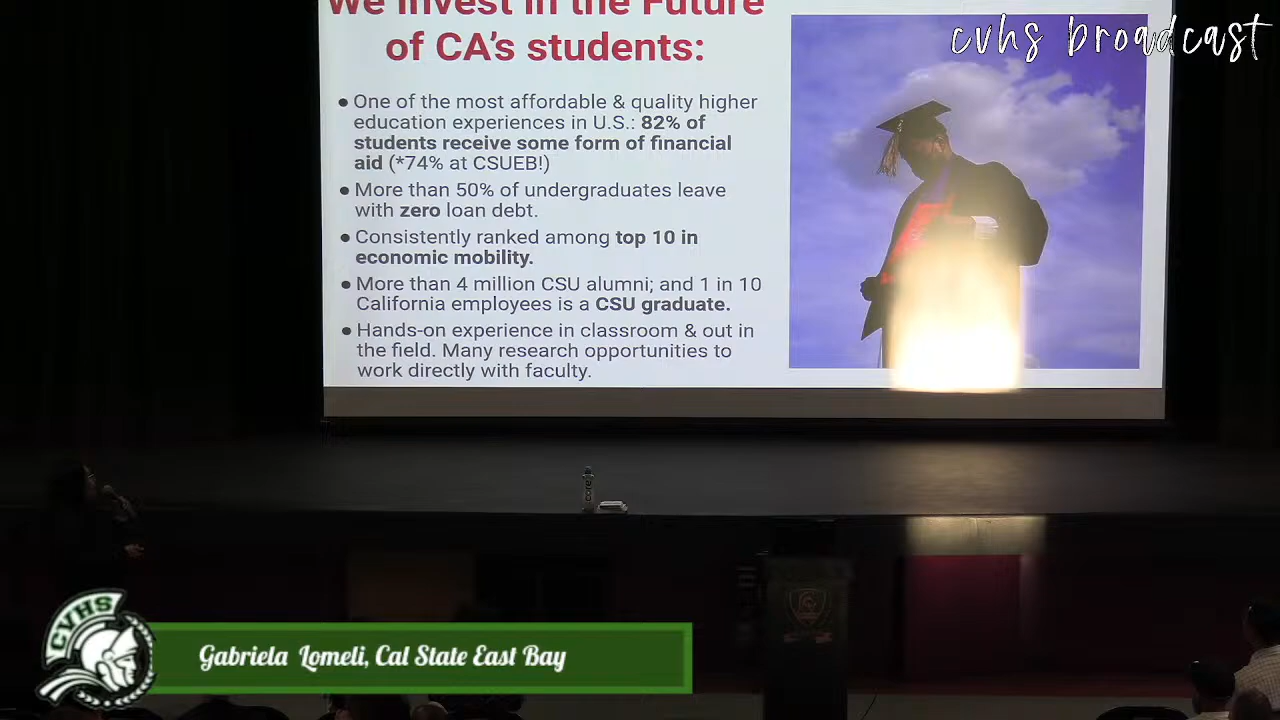 We Invest in the Future
of CA's students:
cvhs broadcast
● One of the most affordable & quality higher
education experiences in U.S.: 82% of
students receive some form of financial
aid (*74% at CSUEB!)
● More than 50% of undergraduates leave
with zero loan debt.
● Consistently ranked among top 10 in
economic mobility.
● More than 4 million CSU alumni; and 1 in 10
California employees is a CSU graduate.
● Hands-on experience in classroom & out in
the field. Many research opportunities to
work directly with faculty.
CVHS
Gabriela Lomeli, Cal State East Bay